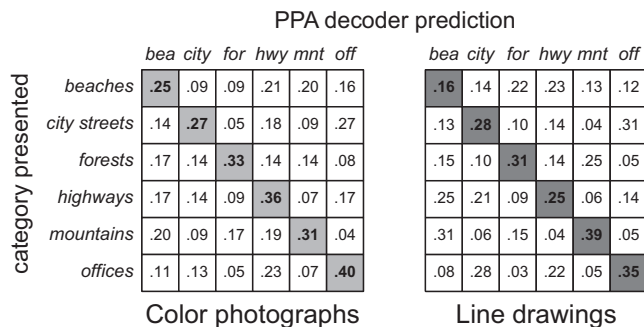 PPA decoder prediction
bea city for hwy mnt off bea city for hwy mnt off
category presented
beaches .25 .09 .09 .21 .20 .16 .16 .14 .22 .23 .13 .12
city streets .14 .27 .05 .18 .09 .27 .13 .28 .10 .14 .04 .31
forests .17 .14 .33 .14 .14 .08 .15 .10 .31 .14 .25 .05
highways .17 .14 .09 .36 .07 .17 .25 .21 .09 .25 .06 .14
mountains .20 .09 .17 .19 .31 .04 .31 .06 .15 .04 .39 .05
offices .11 .13 .05 .23 .07 .40 .08 .28 .03 .22 .05 .35
Color photographs Line drawings